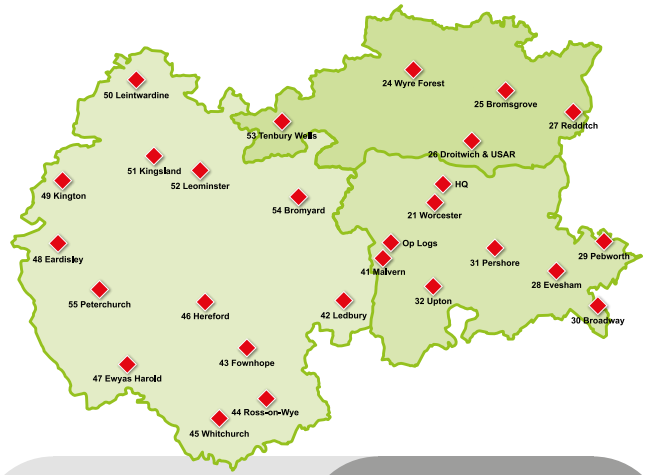 24 Wyre Forest
50 Leintwardine
25 Bromsgrove
27 Redditch
53 Tenbury Wells
26 Droitwich & USAR
51 Kingsland
52 Leominster
HQ
49 Kington
54 Bromyard
21 Worcester
Op Logs
48 Eardisley
41 Malvern
31 Pershore
29 Pebworth
28 Evesham
55 Peterchurch
32 Upton
46 Hereford
42 Ledbury
30 Broadway
43 Fownhope
47 Ewyas Harold
44 Ross-on-Wye
45 Whitchurch